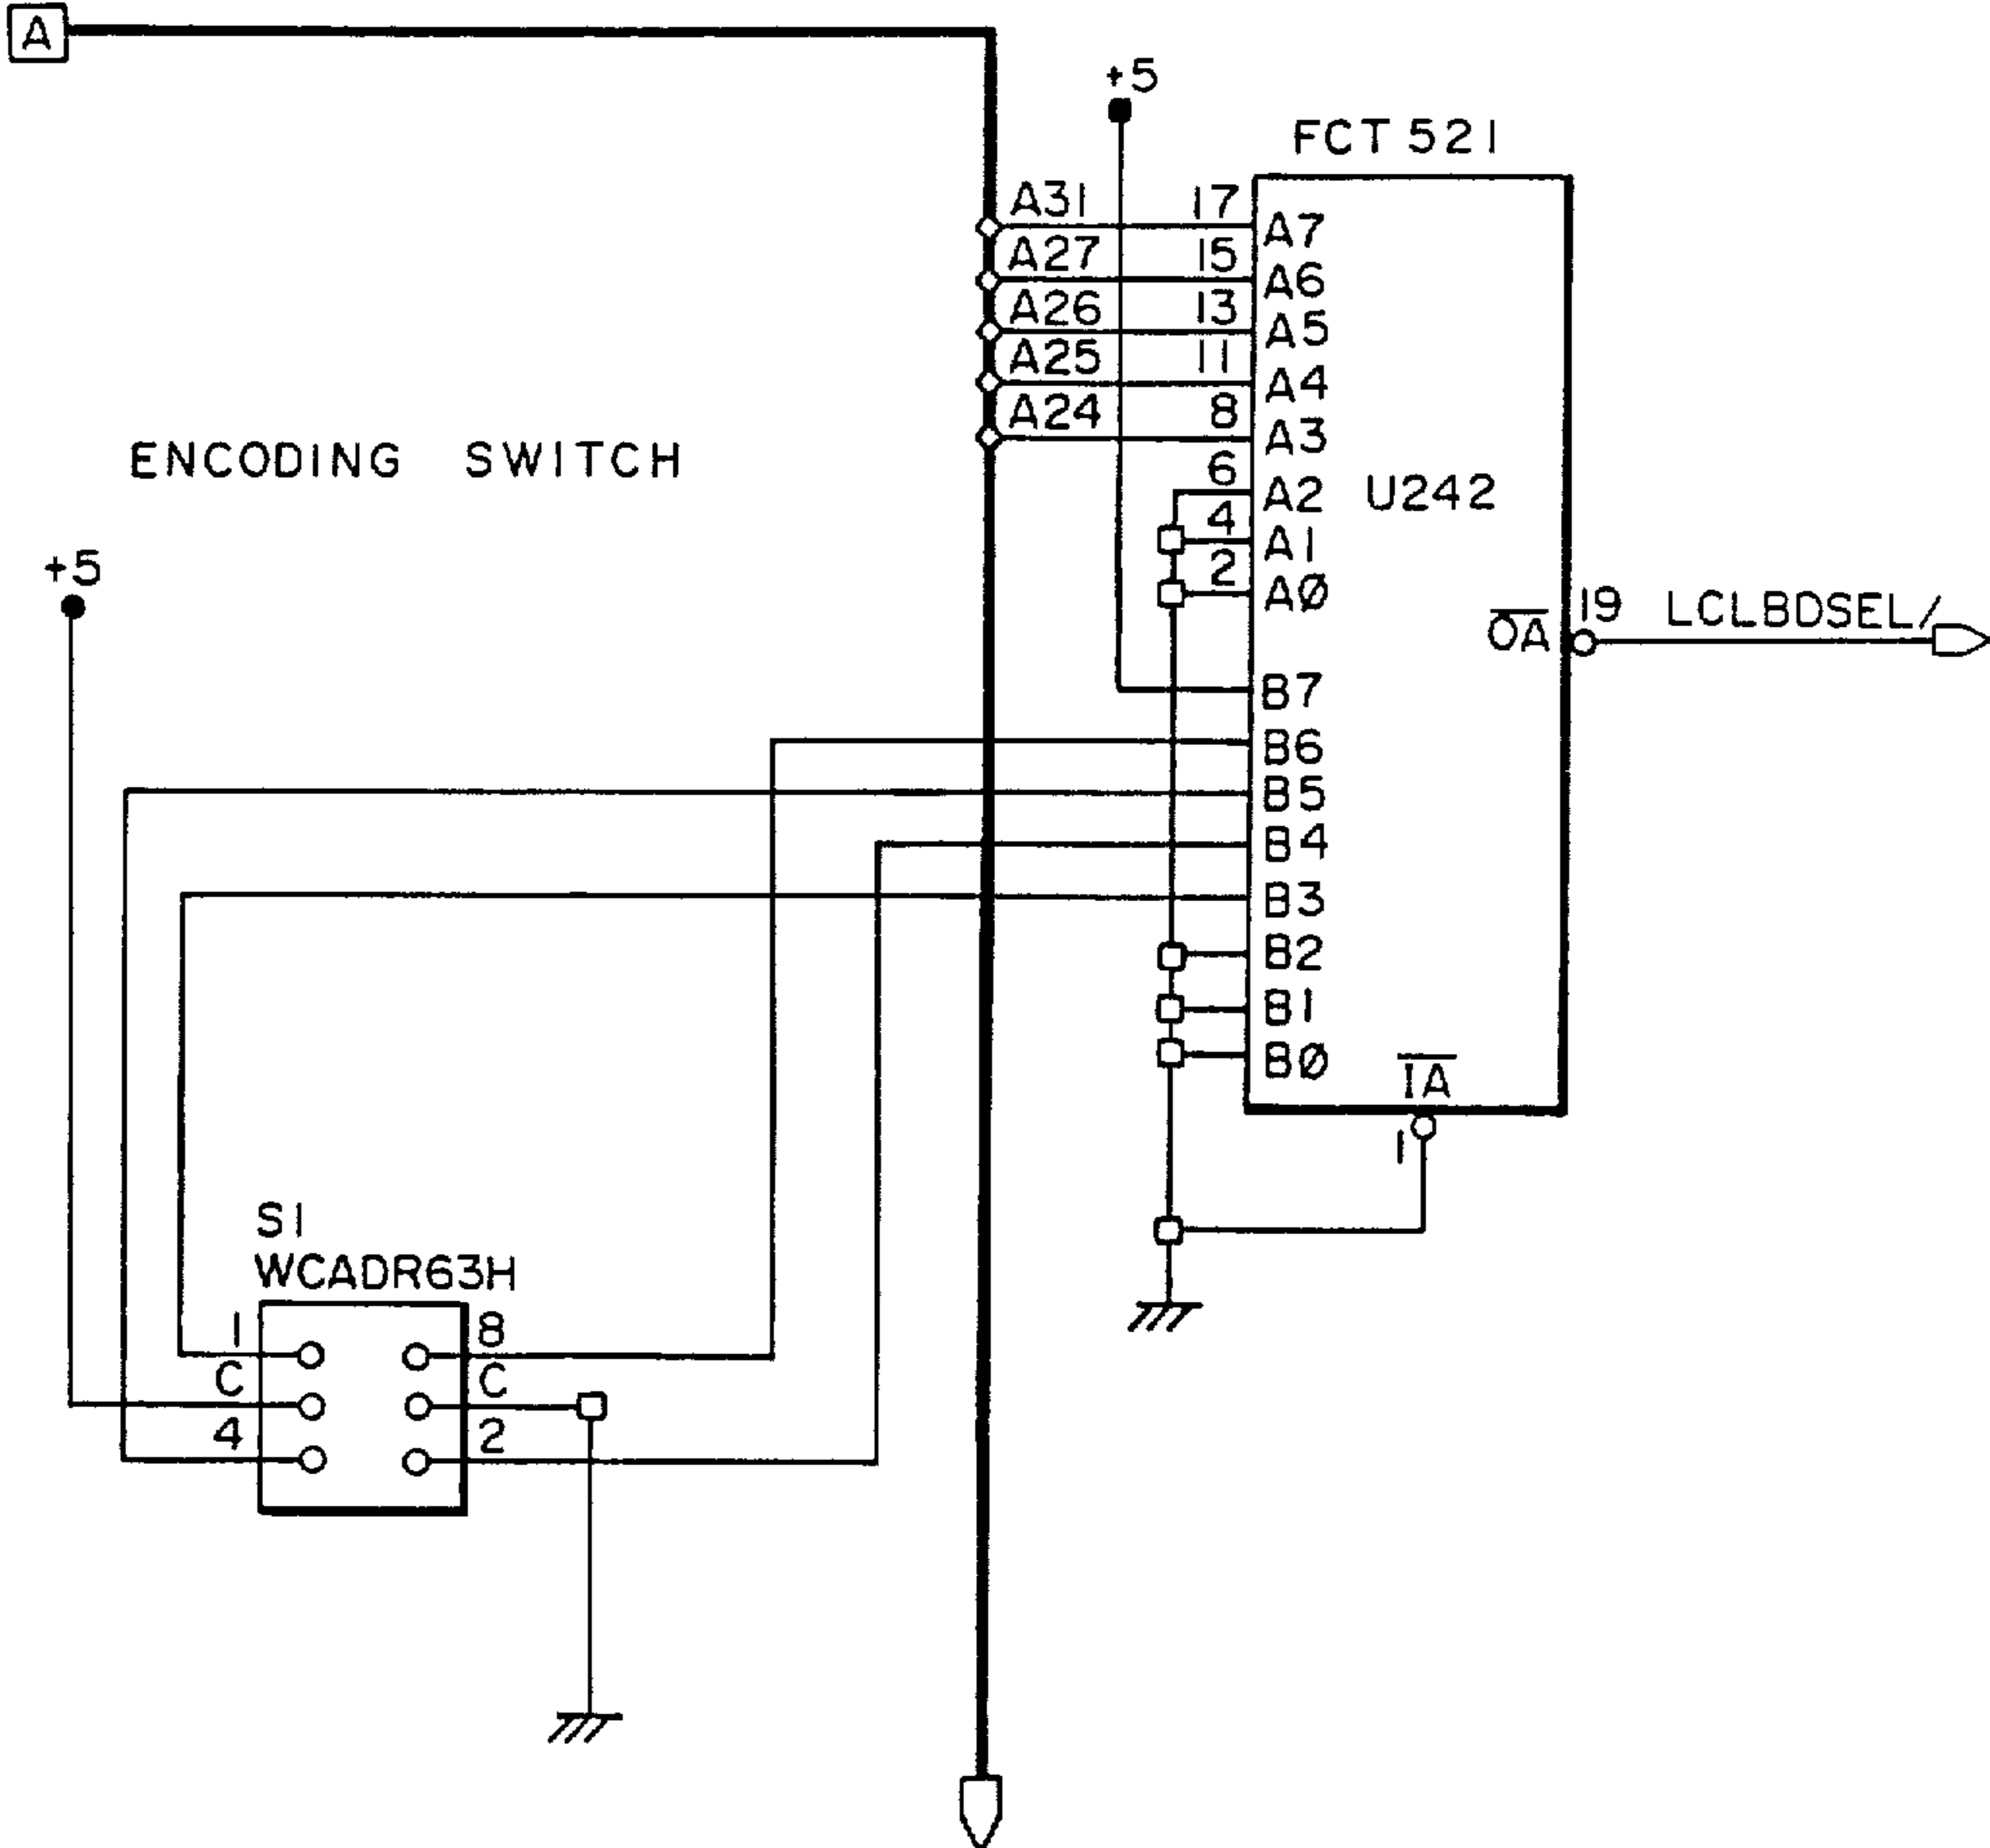 A
+5
FCT 521
A31 17 A7
A27 15 A6
A26 13 A5
A25 11 A4
A24 8 A3
ENCODING SWITCH
6 A2 U242
4 A1
+5
2 AØ
OA 19 LCLBDSEL/
B7
B6
B5
B4
B3
B2
B1
BØ
IA
1
S1
WCADR63H
1 8
C C
4 2